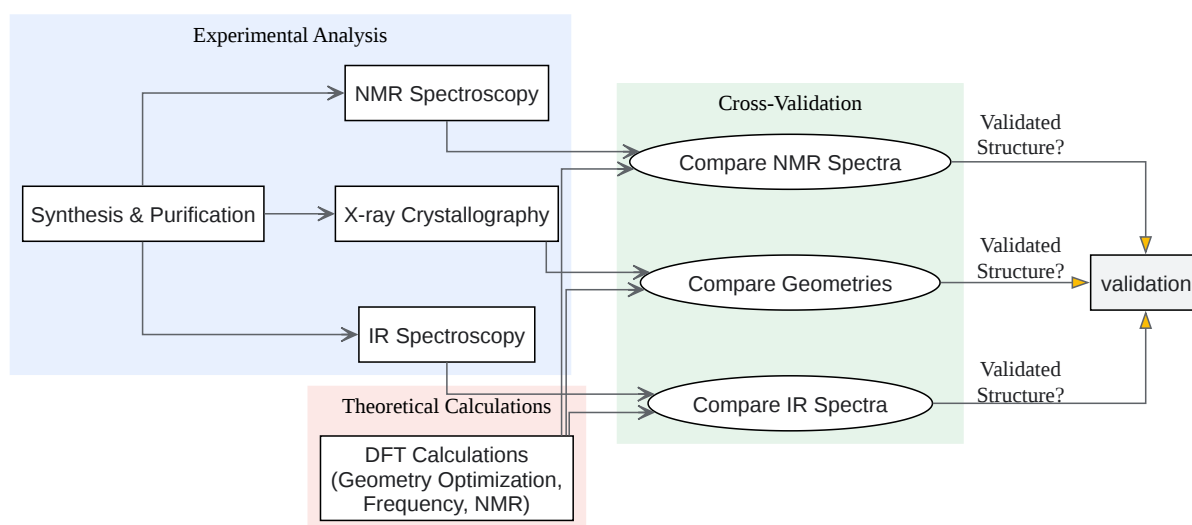 Experimental Analysis
NMR Spectroscopy
Synthesis & Purification
X-ray Crystallography
IR Spectroscopy
Theoretical Calculations
DFT Calculations
(Geometry Optimization,
Frequency, NMR)
Cross-Validation
Compare NMR Spectra
Compare Geometries
Compare IR Spectra
Validated
Structure?
Validated
Structure?
Validated
Structure?
validation